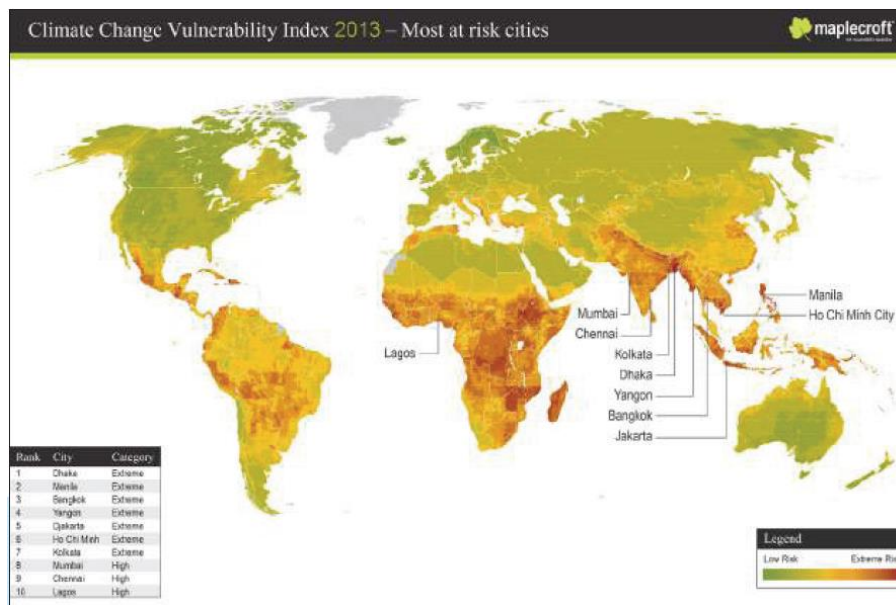 Climate Change Vulnerability Index 2013 – Most at risk cities
maplecroft
Manila
Ho Chi Minh City
Mumbai
Chennai
Lagos
Kolkata
Dhaka
Yangon
Bangkok
Jakarta
Rank City Category
1 Dhaka Extreme
2 Manila Extreme
3 Bangkok Extreme
4 Yangon Extreme
5 Djakarta Extreme
6 Ho Chi Minh Extreme
7 Kolkata Extreme
8 Mumbai High
9 Chennai High
10 Lagos High
Legend
Low Risk Extreme Ris